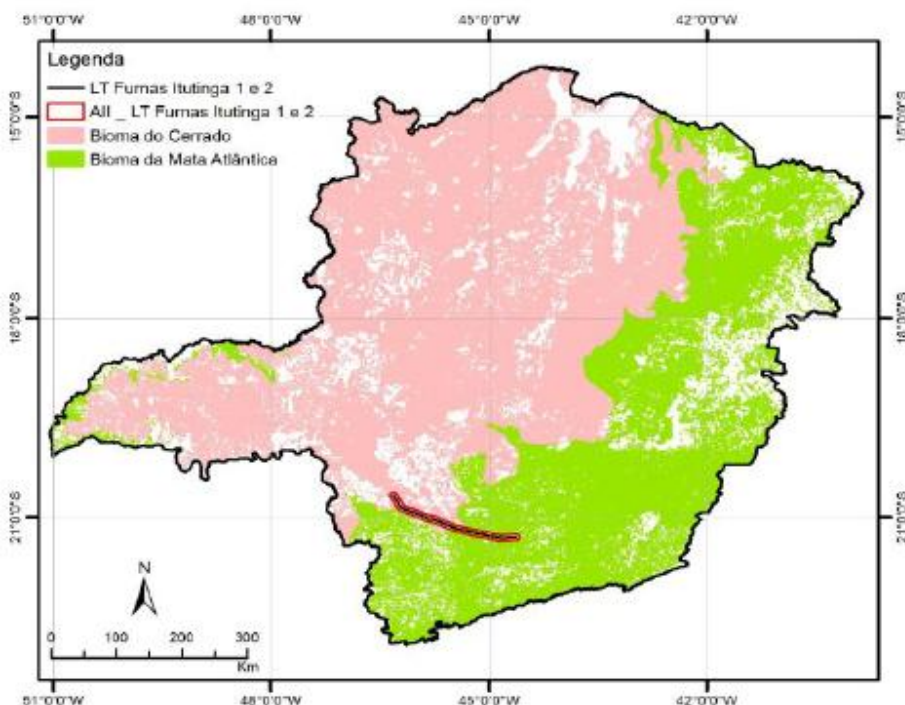 51°0'0"W 48°0'0"W 45°0'0"W 42°0'0"W
Legenda
LT Furnas Itutinga 1 e 2
AII _ LT Furnas Itutinga 1 e 2
Bioma do Cerrado
Bioma da Mata Atlântica
15°0'0"S 15°0'0"S
18°0'0"S 18°0'0"S
21°0'0"S 21°0'0"S
N
0 100 200 300
Km
51°0'0"W 48°0'0"W 45°0'0"W 42°0'0"W